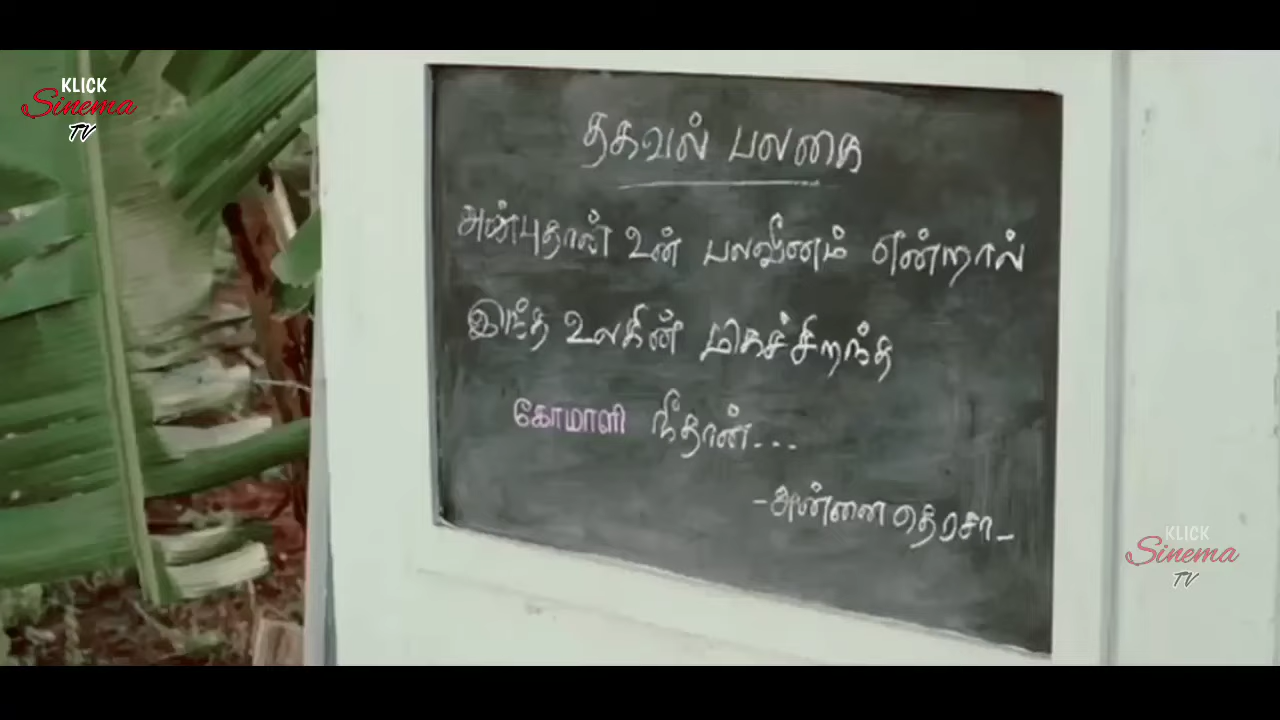 KLICK
Sinema
TV
தகவல் பலகை
அன்புதான் உன் பலவீனம் என்றால்
இந்த உலகின் மிகச்சிறந்த
கோமாளி நீதான்...
-அன்னை தெரசா-
KLICK
Sinema
TV